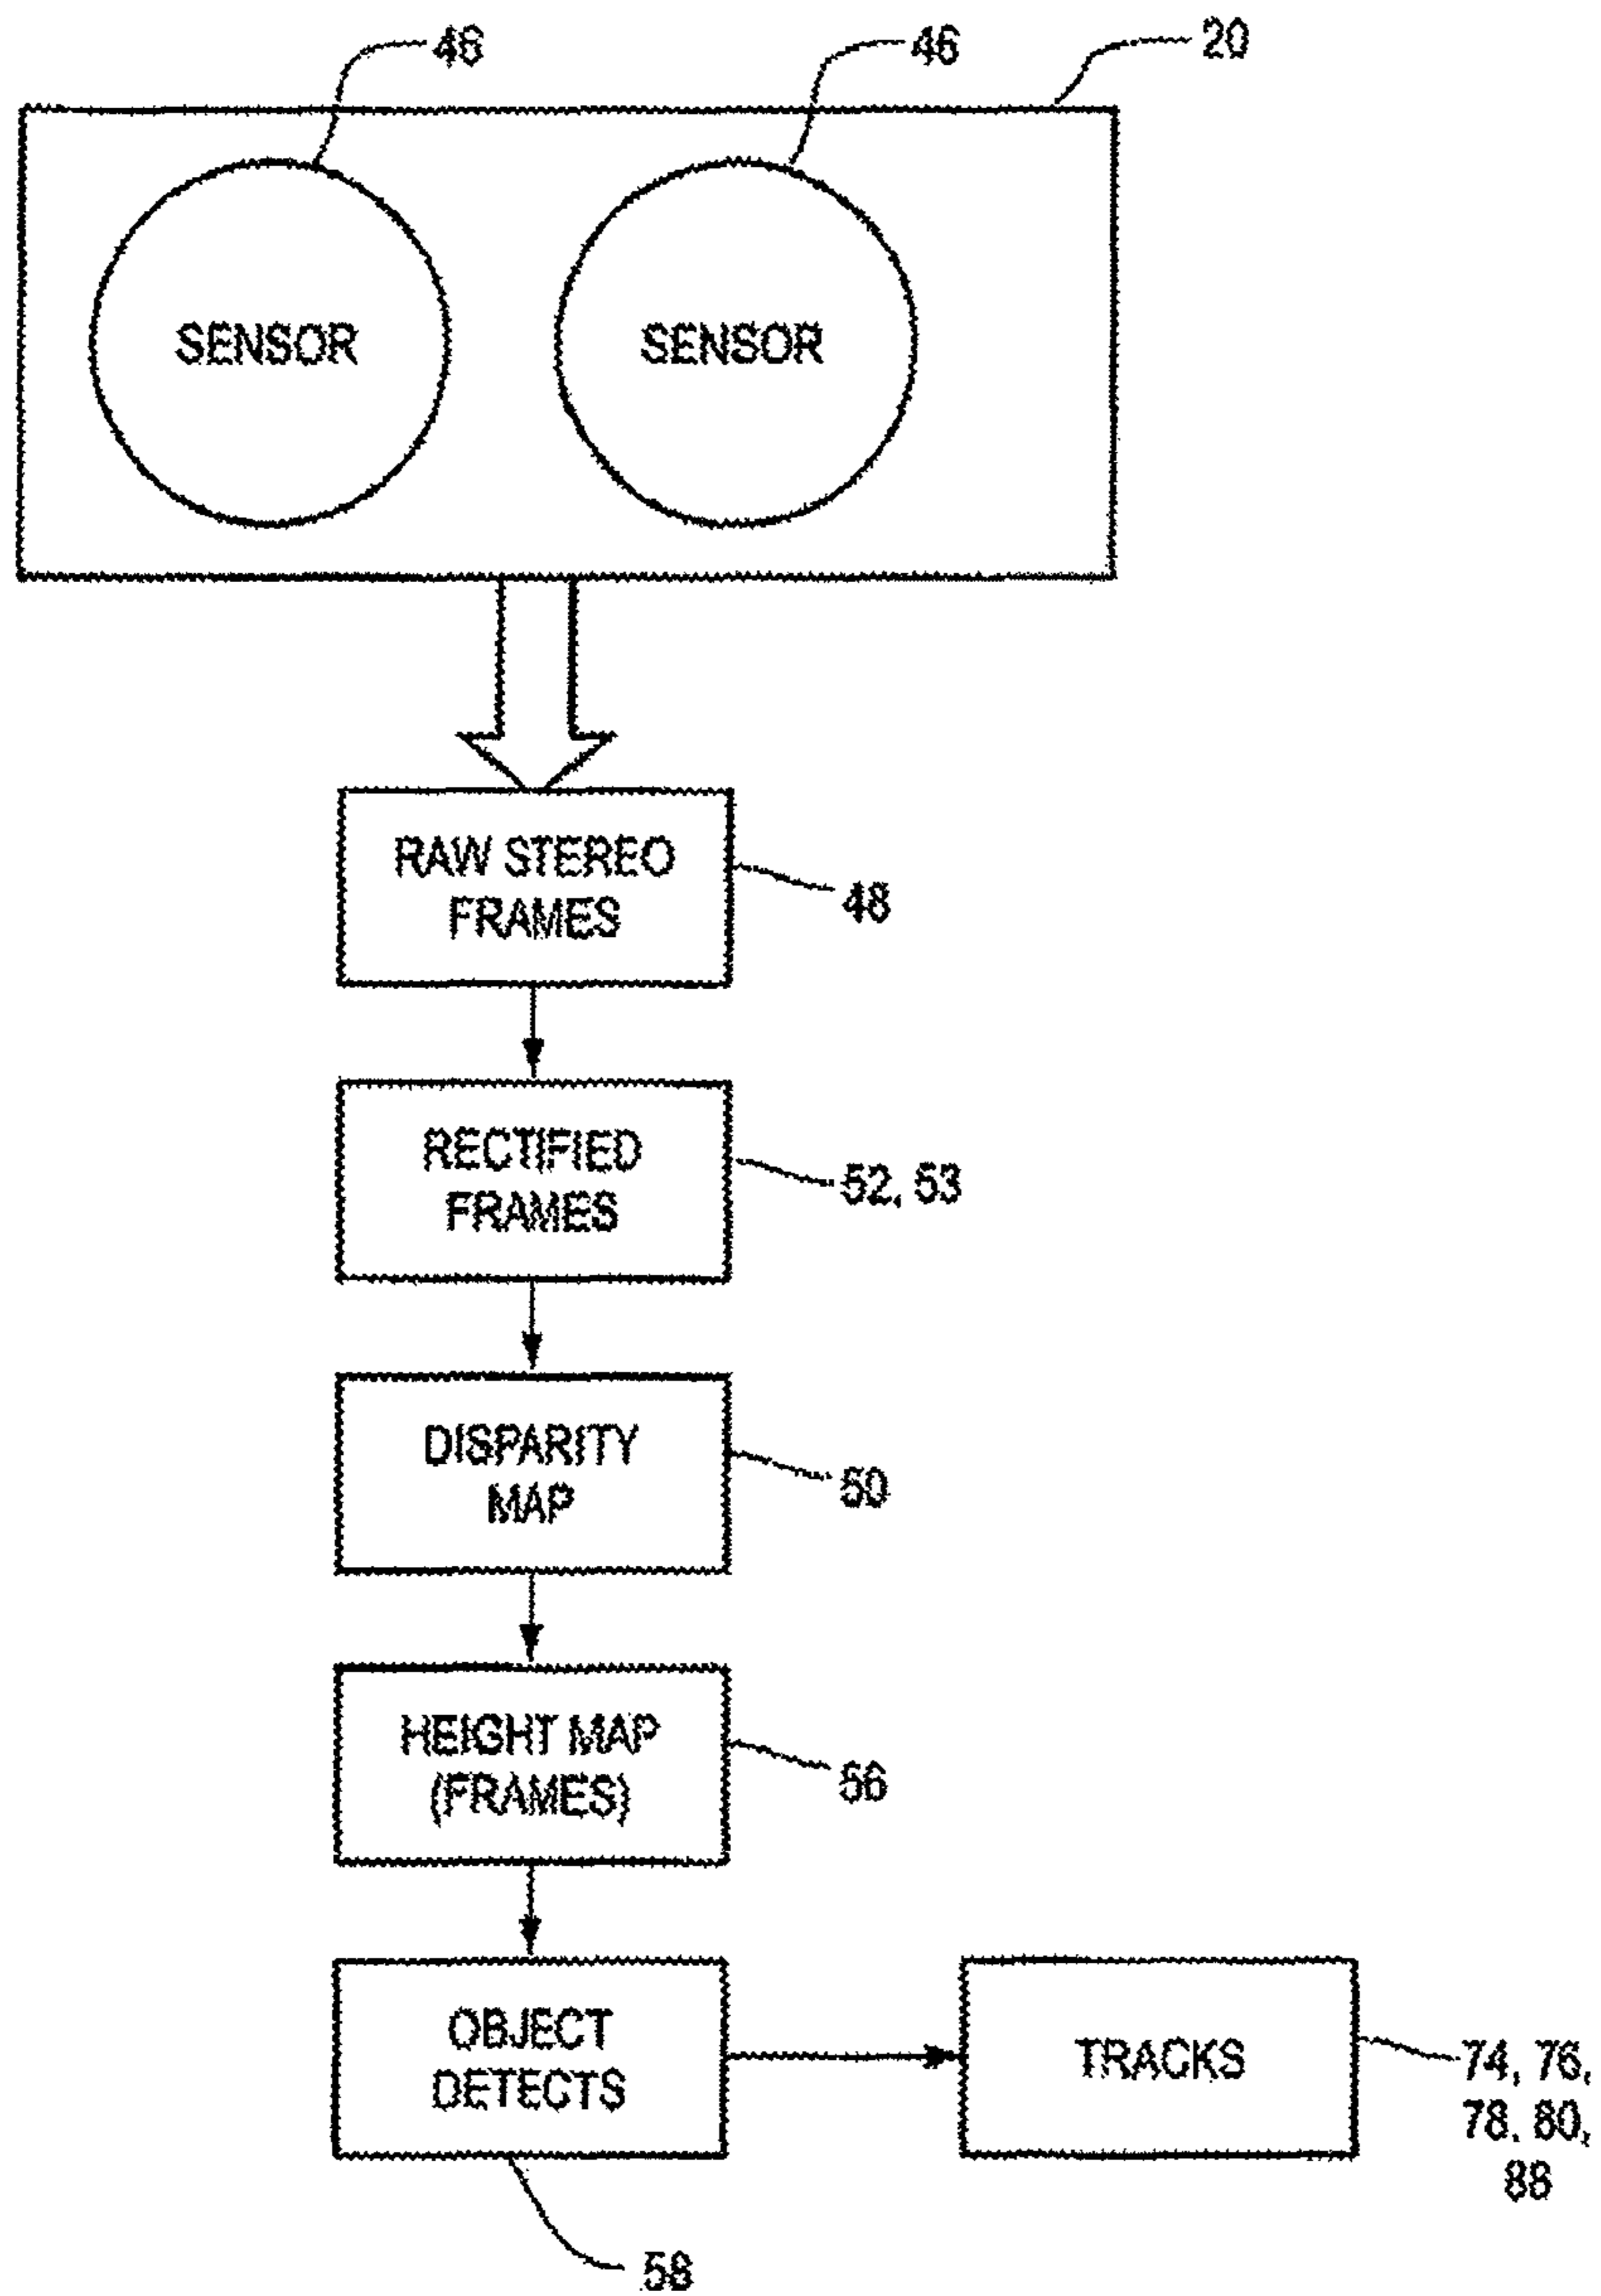 46
46
20
SENSOR
SENSOR
RAW STEREO
FRAMES
48
RECTIFIED
FRAMES
52, 53
DISPARITY
MAP
50
HEIGHT MAP
(FRAMES)
56
OBJECT
DETECTS
TRACKS
74, 76,
78, 80,
88
58